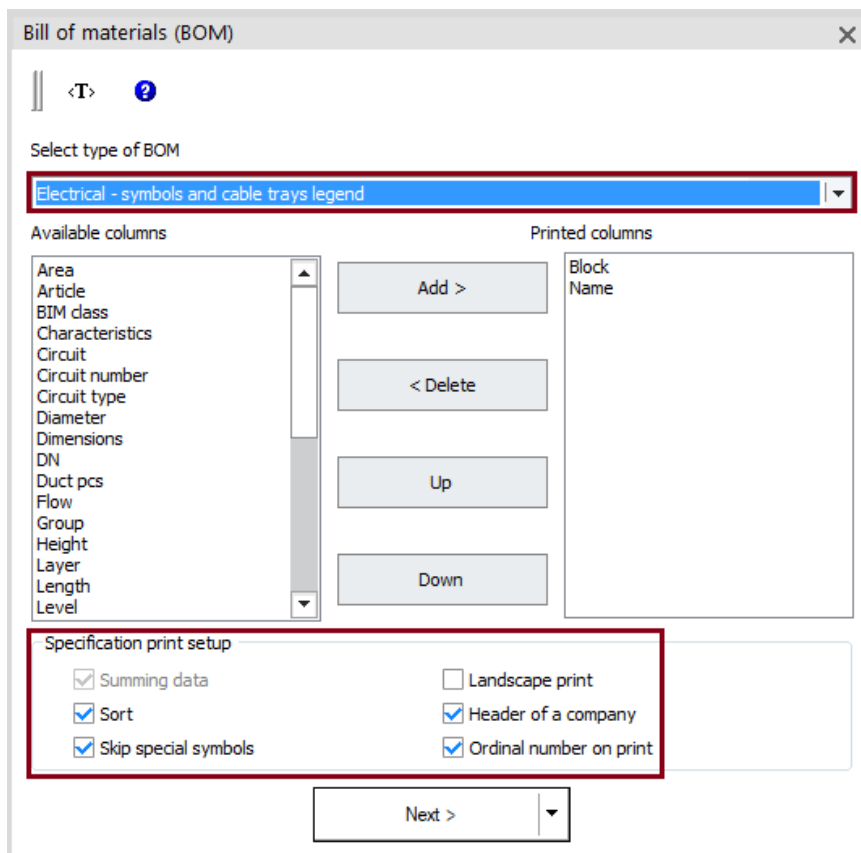 Bill of materials (BOM)
<T>
?
Select type of BOM
Electrical - symbols and cable trays legend
Available columns
Printed columns
Area
Article
BIM class
Characteristics
Circuit
Circuit number
Circuit type
Diameter
Dimensions
DN
Duct pcs
Flow
Group
Height
Layer
Length
Level
Add >
< Delete
Up
Down
Block
Name
Specification print setup
Summing data
Landscape print
Sort
Header of a company
Skip special symbols
Ordinal number on print
Next >